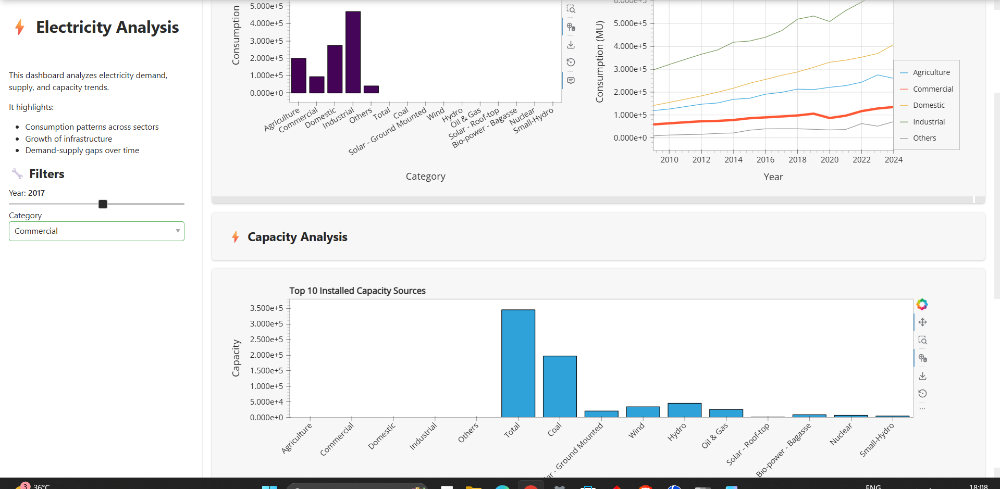 Electricity Analysis
This dashboard analyzes electricity demand,
supply, and capacity trends.
It highlights:
Consumption patterns across sectors
Growth of infrastructure
Demand-supply gaps over time
Filters
Year: 2017
Category
Commercial
5.000e+5
4.000e+5
3.000e+5
2.000e+5
1.000e+5
0.000e+0
Consumption
Agriculture
Commercial
Domestic
Industrial
Others
Total
Coal
Solar - Ground Mounted
Wind
Hydro
Oil & Gas
Solar - Roof-top
Bio-power - Bagasse
Nuclear
Small-Hydro
Category
6.000e+5
5.000e+5
4.000e+5
3.000e+5
2.000e+5
1.000e+5
0.000e+0
Consumption (MU)
2010
2012
2014
2016
2018
2020
2022
2024
Year
Agriculture
Commercial
Domestic
Industrial
Others
Capacity Analysis
Top 10 Installed Capacity Sources
3.500e+5
3.000e+5
2.500e+5
2.000e+5
1.500e+5
1.000e+5
5.000e+4
0.000e+0
Capacity
Agriculture
Commercial
Domestic
Industrial
Others
Total
Coal
ar - Ground Mounted
Wind
Hydro
Oil & Gas
Solar - Roof-top
Bio-power - Bagasse
Nuclear
Small-Hydro
3
36°C
ENG
18:08